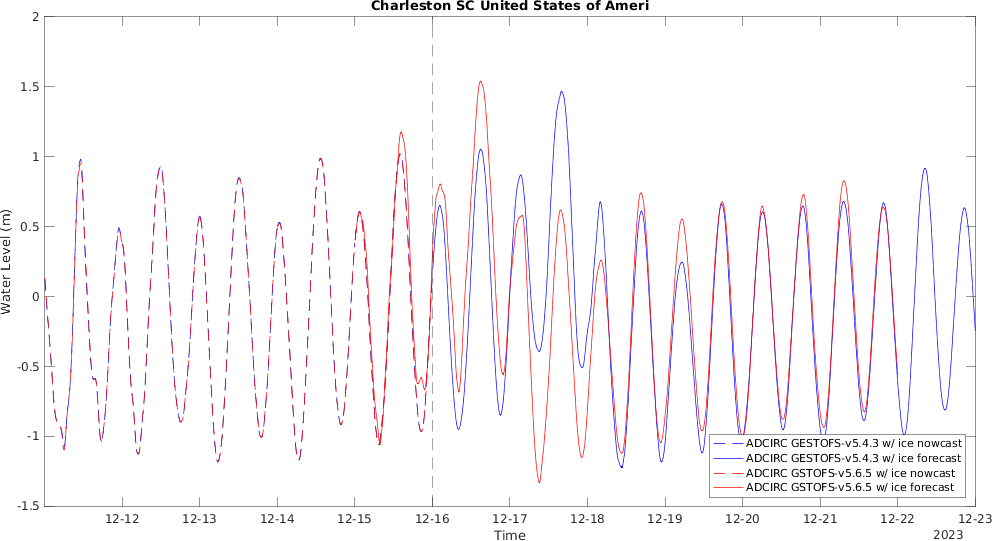 Charleston SC United States of Ameri
2
1.5
1
0.5
0
-0.5
-1
-1.5
Water Level (m)
ADCIRC GESTOFS-v5.4.3 w/ ice nowcast
ADCIRC GESTOFS-v5.4.3 w/ ice forecast
ADCIRC GSTOFS-v5.6.5 w/ ice nowcast
ADCIRC GSTOFS-v5.6.5 w/ ice forecast
12-12 12-13 12-14 12-15 12-16 12-17 12-18 12-19 12-20 12-21 12-22 12-23
Time
2023